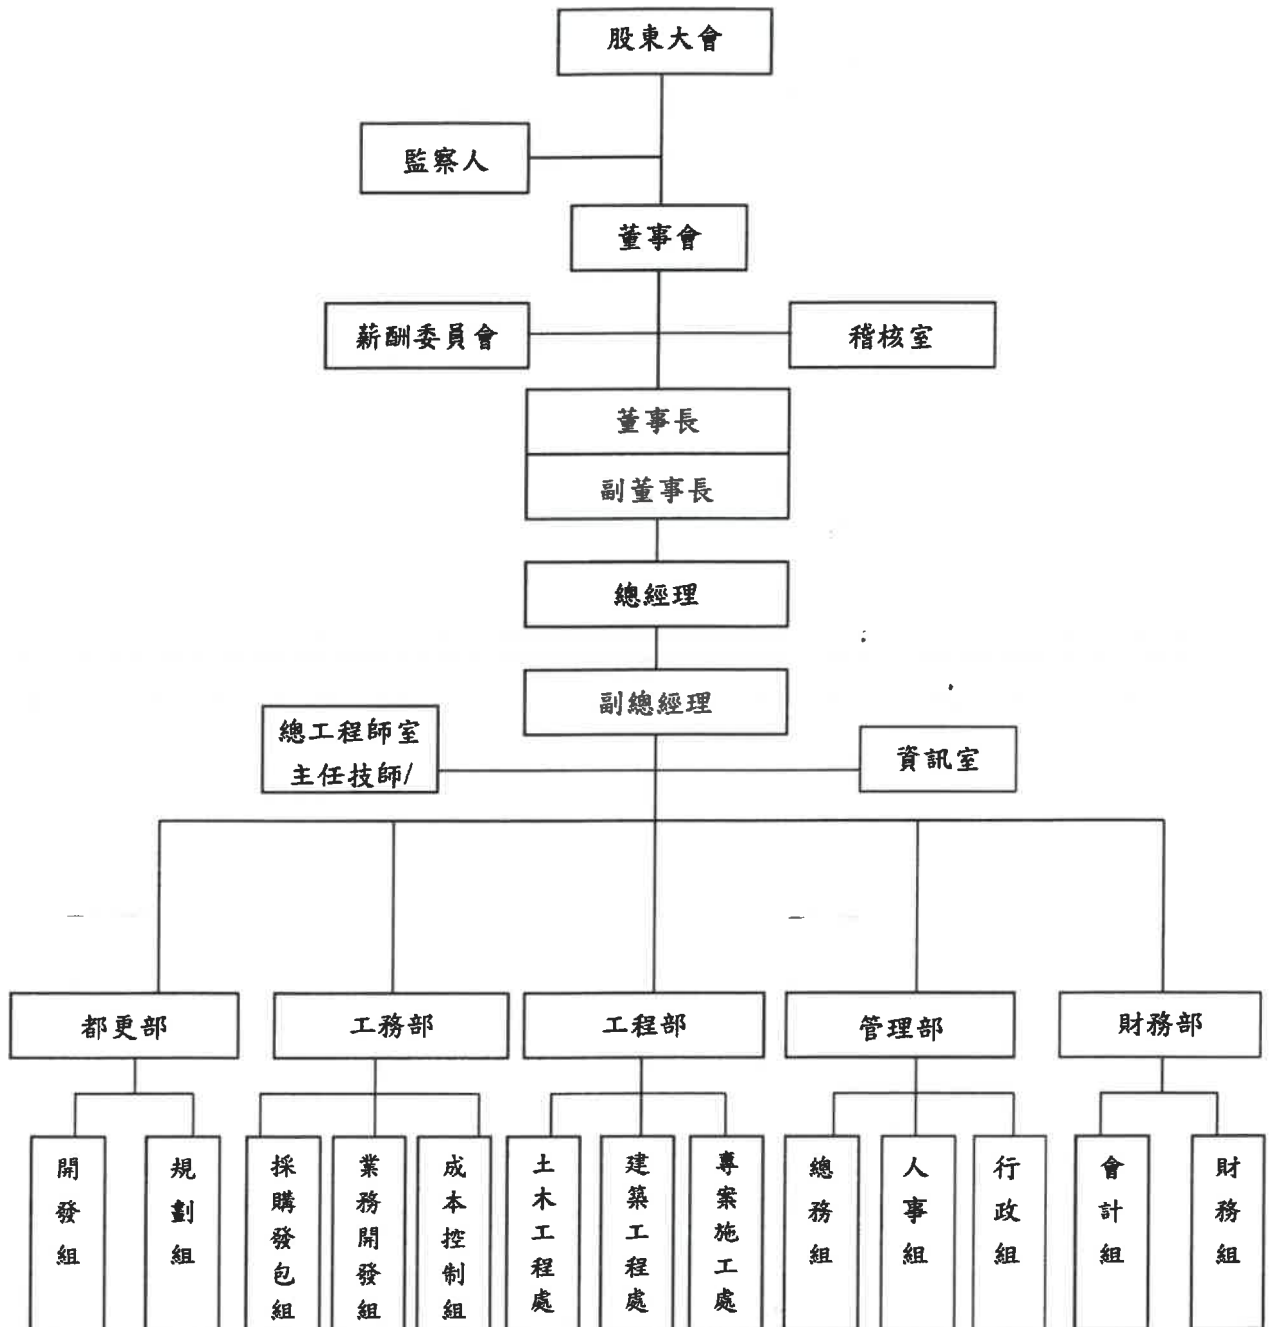 股東大會
監察人
董事會
薪酬委員會
稽核室
董事長
副董事長
總經理
副總經理
總工程師室
主任技師/
資訊室
都更部
工務部
工程部
管理部
財務部
開發組
規劃組
採購發包組
業務開發組
成本控制組
土木工程處
建築工程處
專案施工處
總務組
人事組
行政組
會計組
財務組